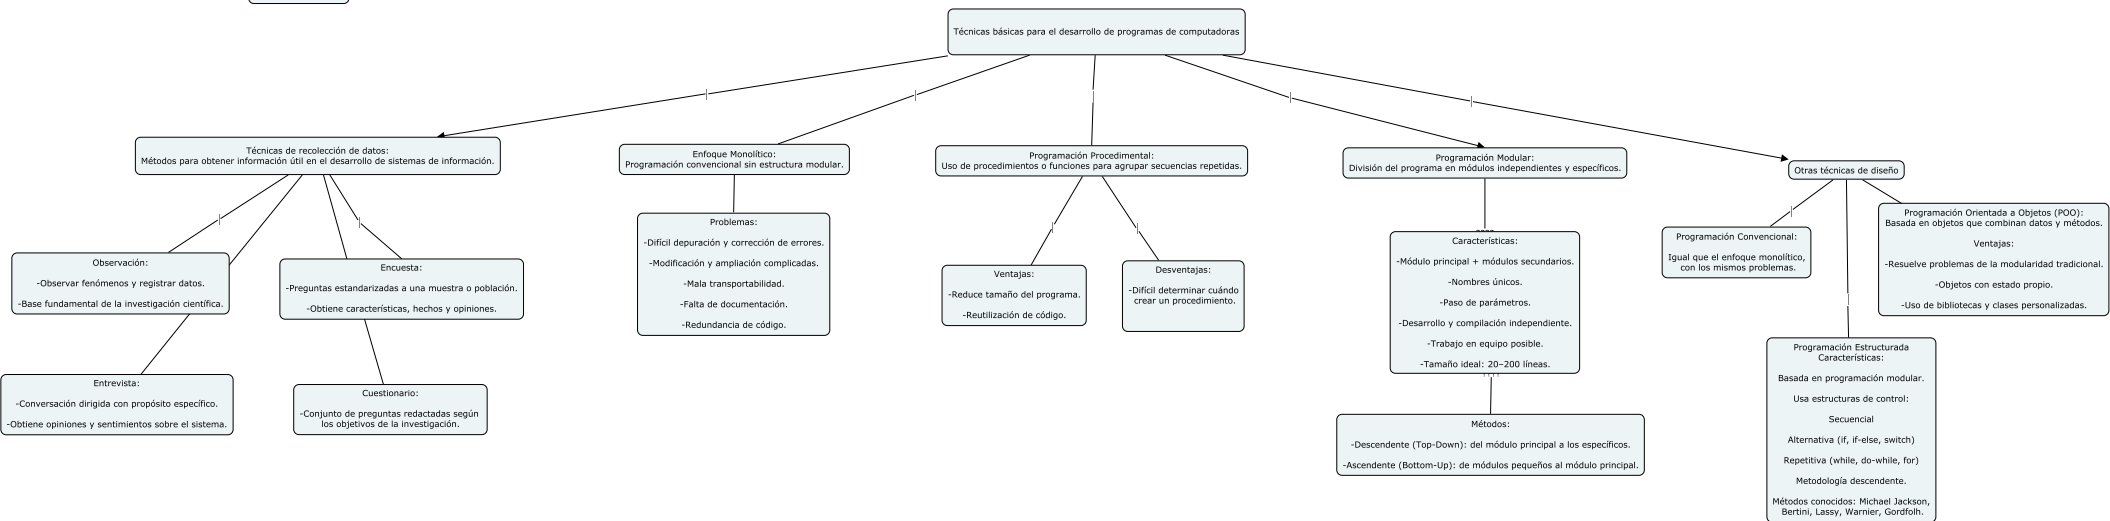 Técnicas básicas para el desarrollo de programas de computadoras
Técnicas de recolección de datos:
Métodos para obtener información útil en el desarrollo de sistemas de información.
Enfoque Monolítico:
Programación convencional sin estructura modular.
Programación Procedimental:
Uso de procedimientos o funciones para agrupar secuencias repetidas.
Programación Modular:
División del programa en módulos independientes y específicos.
Otras técnicas de diseño
Observación:
-Observar fenómenos y registrar datos.
-Base fundamental de la investigación científica.
Encuesta:
-Preguntas estandarizadas a una muestra o población.
-Obtiene características, hechos y opiniones.
Entrevista:
-Conversación dirigida con propósito específico.
-Obtiene opiniones y sentimientos sobre el sistema.
Cuestionario:
-Conjunto de preguntas redactadas según
los objetivos de la investigación.
Problemas:
-Difícil depuración y corrección de errores.
-Modificación y ampliación complicadas.
-Mala transportabilidad.
-Falta de documentación.
-Redundancia de código.
Ventajas:
-Reduce tamaño del programa.
-Reutilización de código.
Desventajas:
-Difícil determinar cuándo
crear un procedimiento.
Características:
-Módulo principal + módulos secundarios.
-Nombres únicos.
-Paso de parámetros.
-Desarrollo y compilación independiente.
-Trabajo en equipo posible.
-Tamaño ideal: 20–200 líneas.
Métodos:
-Descendente (Top-Down): del módulo principal a los específicos.
-Ascendente (Bottom-Up): de módulos pequeños al módulo principal.
Programación Convencional:
Igual que el enfoque monolítico,
con los mismos problemas.
Programación Orientada a Objetos (POO):
Basada en objetos que combinan datos y métodos.
Ventajas:
-Resuelve problemas de la modularidad tradicional.
-Objetos con estado propio.
-Uso de bibliotecas y clases personalizadas.
Programación Estructurada
Características:
Basada en programación modular.
Usa estructuras de control:
Secuencial
Alternativa (if, if-else, switch)
Repetitiva (while, do-while, for)
Metodología descendente.
Métodos conocidos: Michael Jackson,
Bertini, Lassy, Warnier, Gordfolh.